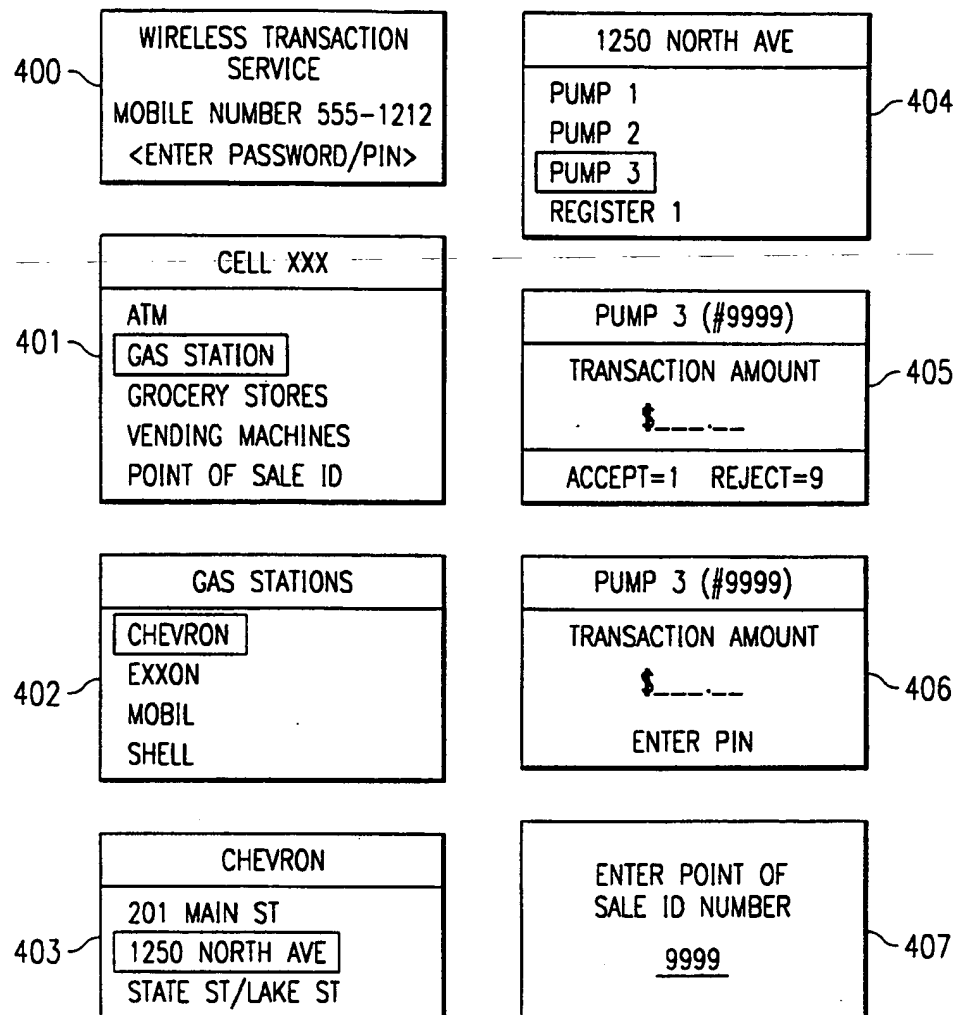 400
WIRELESS TRANSACTION
SERVICE
MOBILE NUMBER 555-1212
<ENTER PASSWORD/PIN>
401
CELL XXX
ATM
GAS STATION
GROCERY STORES
VENDING MACHINES
POINT OF SALE ID
402
GAS STATIONS
CHEVRON
EXXON
MOBIL
SHELL
403
CHEVRON
201 MAIN ST
1250 NORTH AVE
STATE ST/LAKE ST
1250 NORTH AVE
PUMP 1
PUMP 2
PUMP 3
REGISTER 1
404
PUMP 3 (#9999)
TRANSACTION AMOUNT
$___.__
ACCEPT=1 REJECT=9
405
PUMP 3 (#9999)
TRANSACTION AMOUNT
$___.__
ENTER PIN
406
ENTER POINT OF
SALE ID NUMBER
9999
407